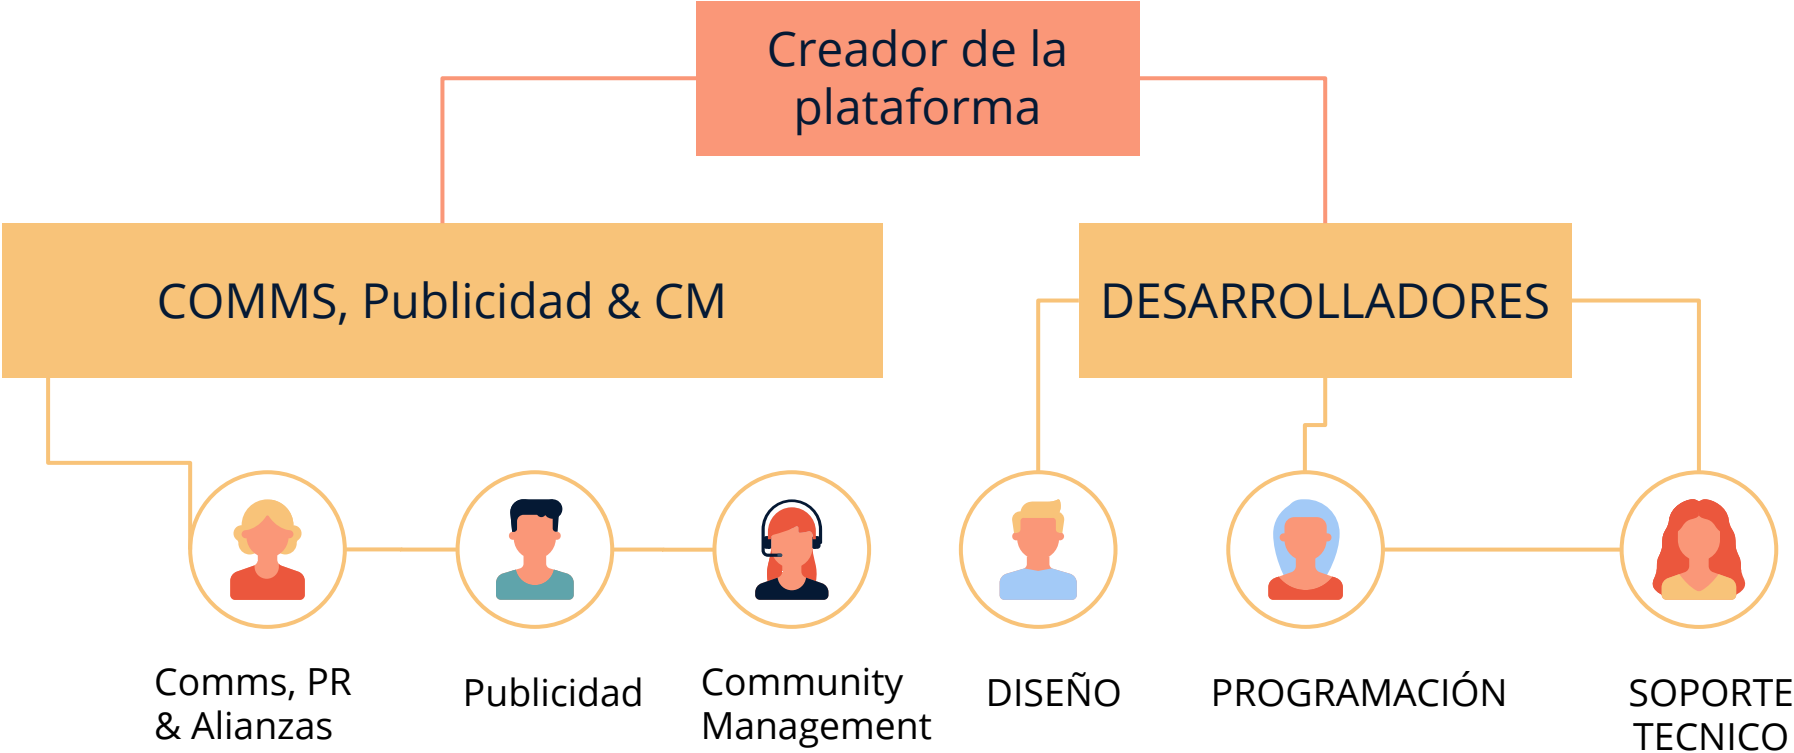 Creador de la
plataforma
COMMS, Publicidad & CM
DESARROLLADORES
Comms, PR
& Alianzas
Publicidad
Community
Management
DISEÑO
PROGRAMACIÓN
SOPORTE
TECNICO